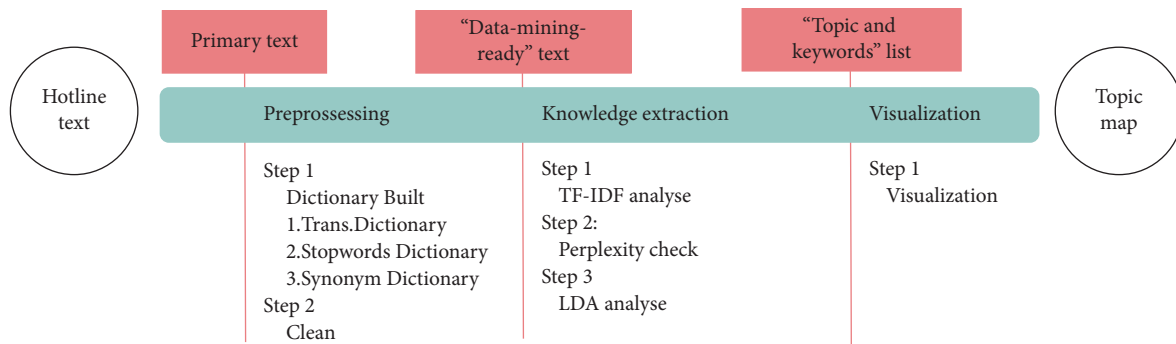 Hotline
text
Primary text
“Data-mining-
ready” text
“Topic and
keywords” list
Topic
map
Preprossessing
Knowledge extraction
Visualization
Step 1
Dictionary Built
1.Trans.Dictionary
2.Stopwords Dictionary
3.Synonym Dictionary
Step 2
Clean
Step 1
TF-IDF analyse
Step 2:
Perplexity check
Step 3
LDA analyse
Step 1
Visualization